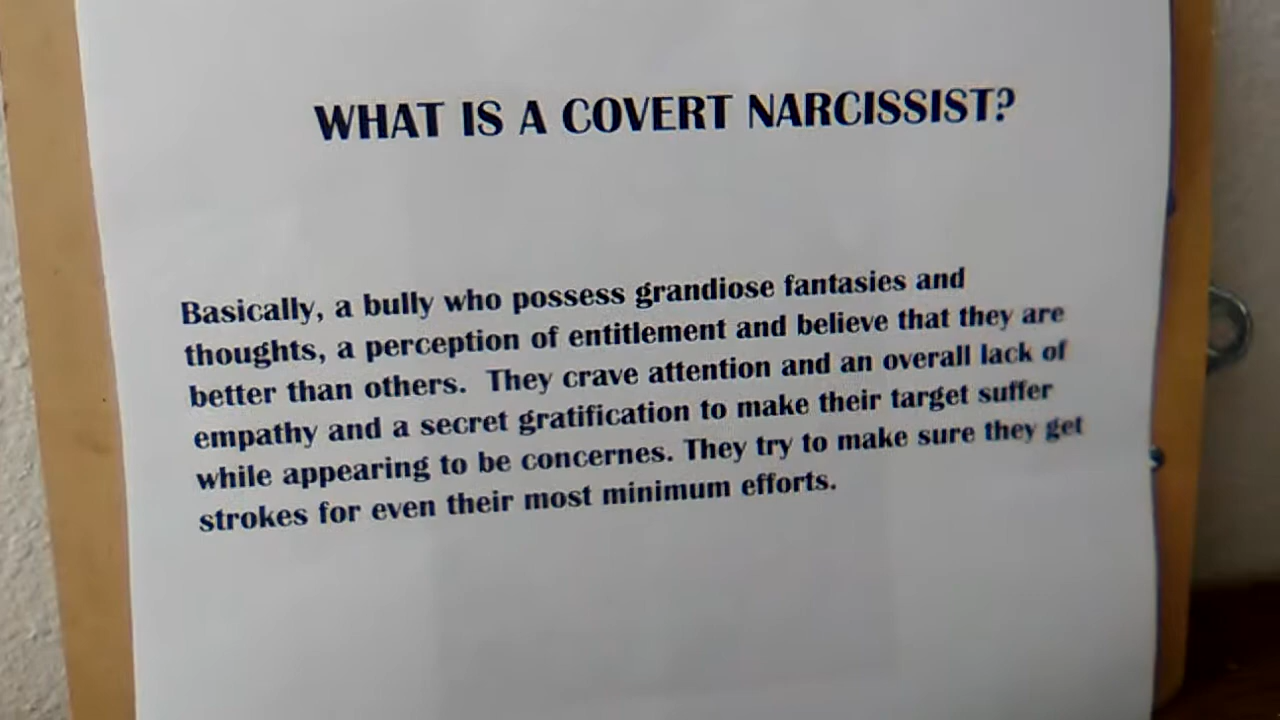 WHAT IS A COVERT NARCISSIST?
Basically, a bully who possess grandiose fantasies and
thoughts, a perception of entitlement and believe that they are
better than others.  They crave attention and an overall lack of
empathy and a secret gratification to make their target suffer
while appearing to be concernes. They try to make sure they get
strokes for even their most minimum efforts.